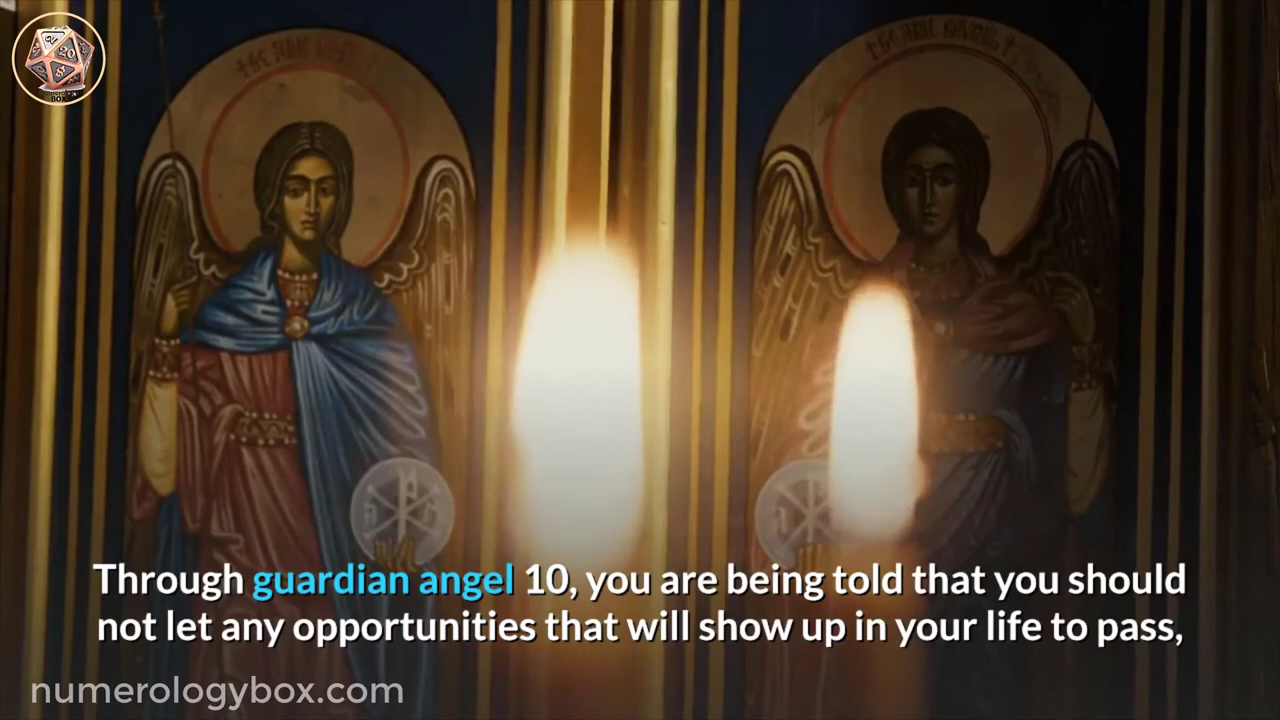 Through guardian angel 10, you are being told that you should
not let any opportunities that will show up in your life to pass,
numerologybox.com